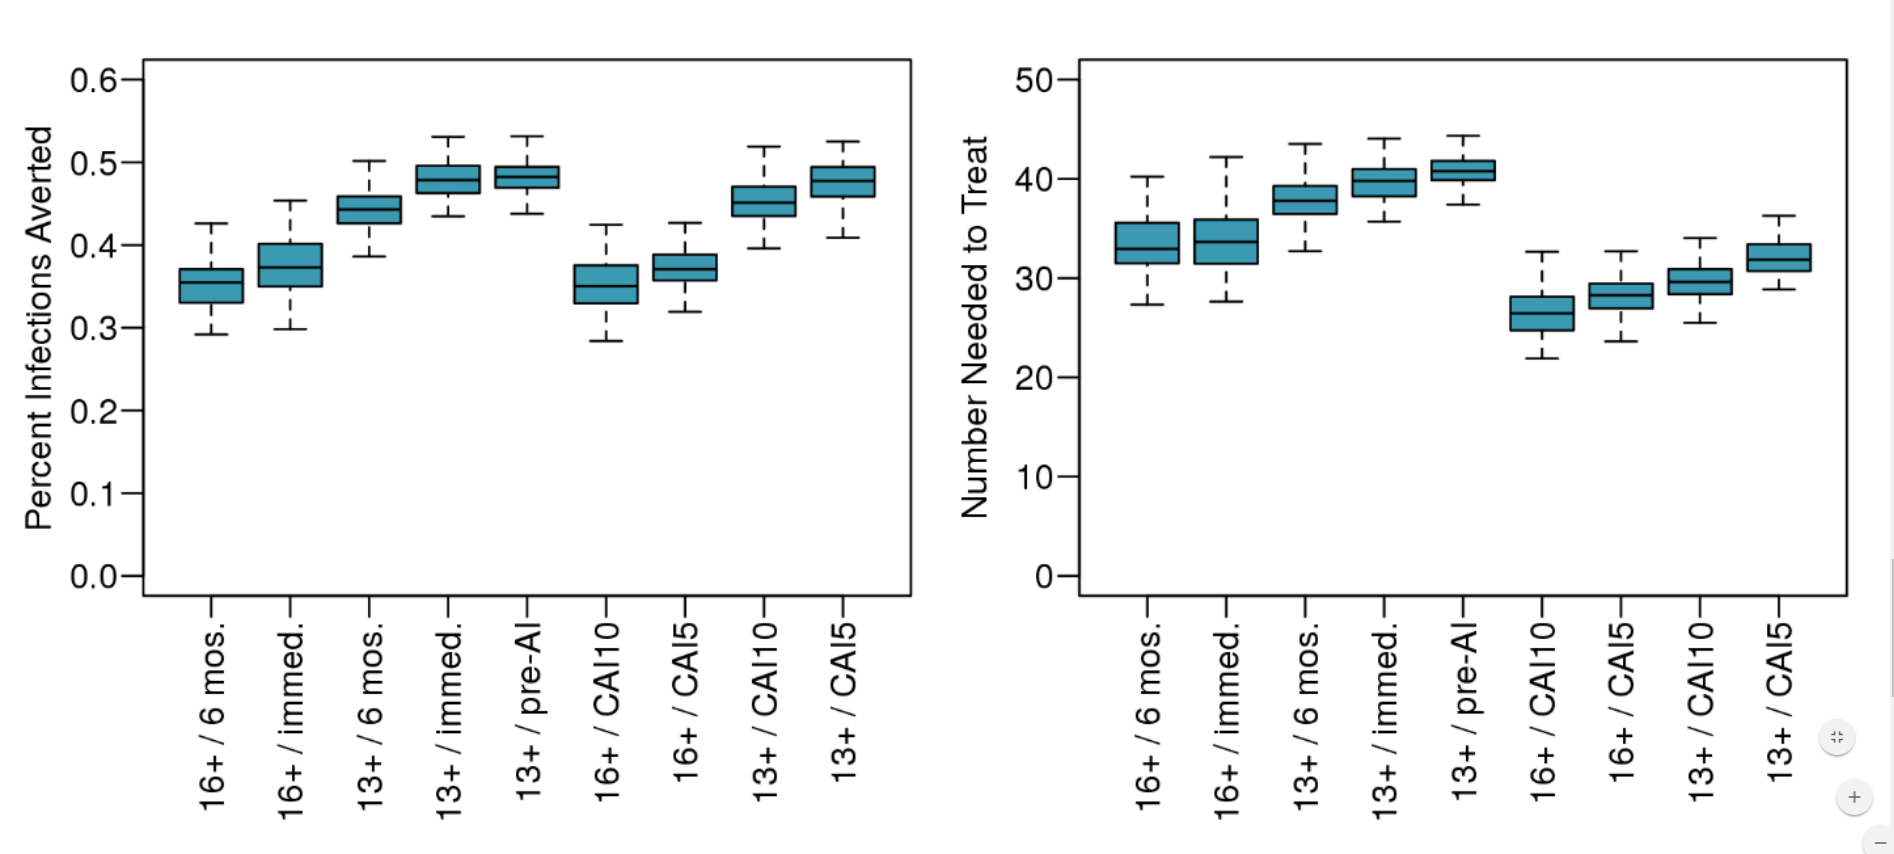 Percent Infections Averted
0.6
0.5
0.4
0.3
0.2
0.1
0.0
16+ / 6 mos.
16+ / immed.
13+ / 6 mos.
13+ / immed.
13+ / pre-AI
16+ / CAI10
16+ / CAI5
13+ / CAI10
13+ / CAI5
Number Needed to Treat
50
40
30
20
10
0
16+ / 6 mos.
16+ / immed.
13+ / 6 mos.
13+ / immed.
13+ / pre-AI
16+ / CAI10
16+ / CAI5
13+ / CAI10
13+ / CAI5